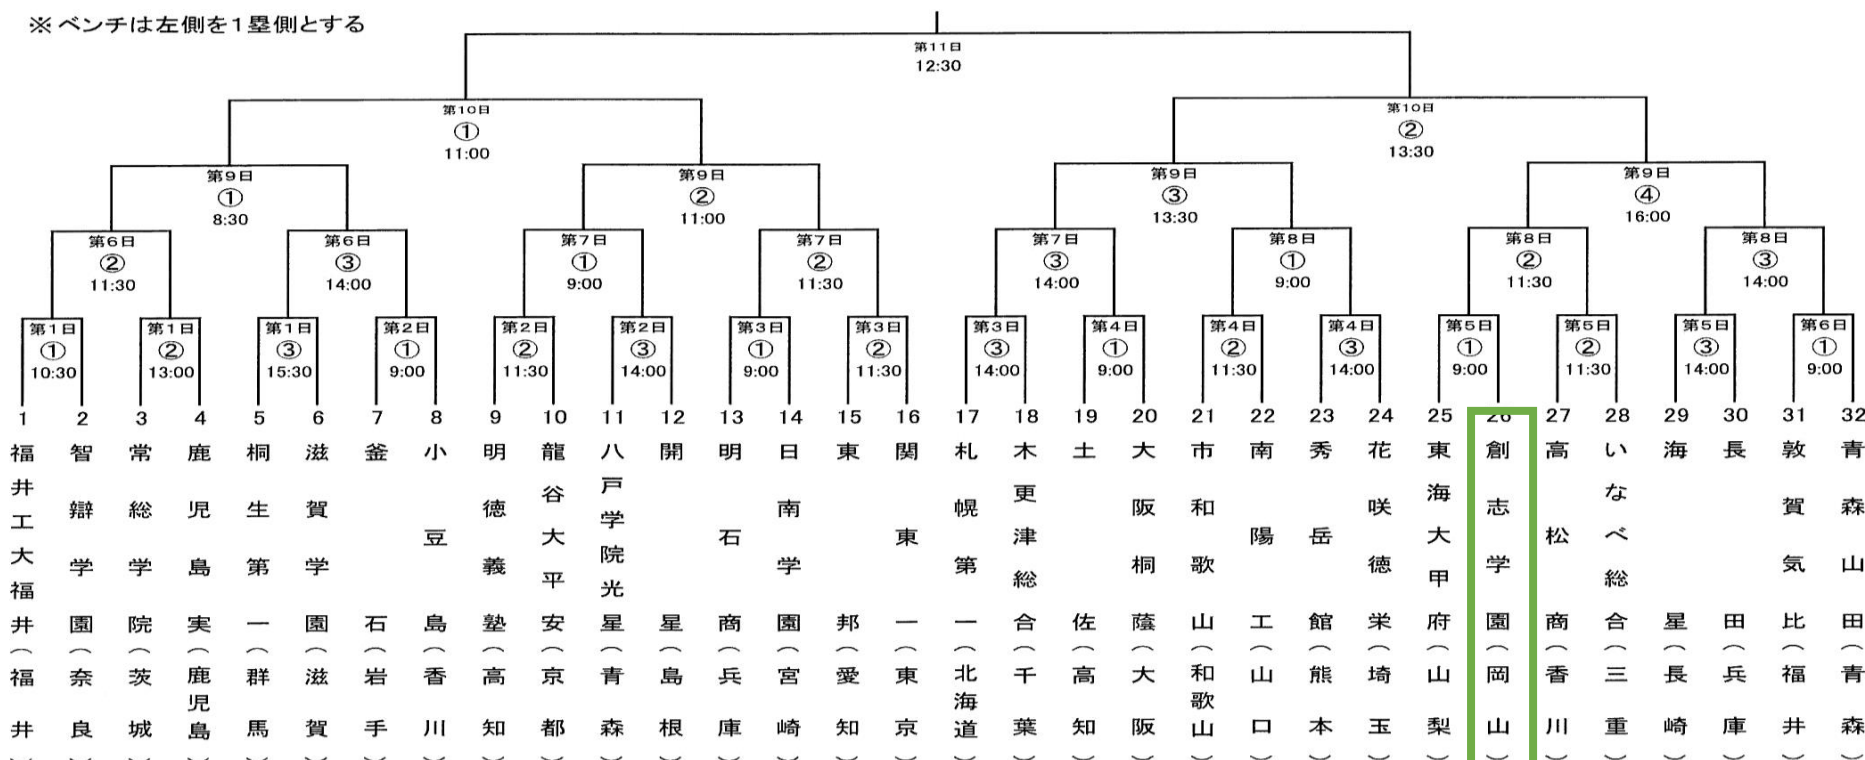 ※ベンチは左側を1塁側とする
第11日
12:30
第10日
①
11:00
第10日
②
13:30
第9日
①
8:30
第9日
②
11:00
第9日
③
13:30
第9日
④
16:00
第6日
②
11:30
第6日
③
14:00
第7日
①
9:00
第7日
②
11:30
第7日
③
14:00
第8日
①
9:00
第8日
②
11:30
第8日
③
14:00
第1日
①
10:30
第1日
②
13:00
第1日
③
15:30
第2日
①
9:00
第2日
②
11:30
第2日
③
14:00
第3日
①
9:00
第3日
②
11:30
第3日
③
14:00
第4日
①
9:00
第4日
②
11:30
第4日
③
14:00
第5日
①
9:00
第5日
②
11:30
第5日
③
14:00
第6日
①
9:00
1 福井工大福井(福井)
2 智辯学園(奈良)
3 常総学院(茨城)
4 鹿児島実(鹿児島)
5 桐生第一(群馬)
6 滋賀学園(滋賀)
7 釜石(岩手)
8 小豆島(香川)
9 明徳義塾(高知)
10 龍谷大平安(京都)
11 八戸学院光星(青森)
12 開星(島根)
13 明石商(兵庫)
14 日南学園(宮崎)
15 東邦(愛知)
16 関東一(東京)
17 札幌第一(北海道)
18 木更津総合(千葉)
19 土佐(高知)
20 大阪桐蔭(大阪)
21 市和歌山(和歌山)
22 南陽工(山口)
23 秀岳館(熊本)
24 花咲徳栄(埼玉)
25 東海大甲府(山梨)
26 創志学園(岡山)
27 高松商(香川)
28 いなべ総合(三重)
29 海星(長崎)
30 長田(兵庫)
31 敦賀気比(福井)
32 青森山田(青森)